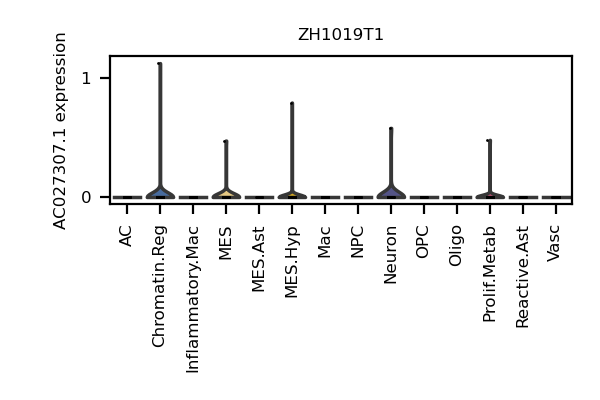 ZH1019T1
AC027307.1 expression
1
0
AC
Chromatin.Reg
Inflammatory.Mac
MES
MES.Ast
MES.Hyp
Mac
NPC
Neuron
OPC
Oligo
Prolif.Metab
Reactive.Ast
Vasc